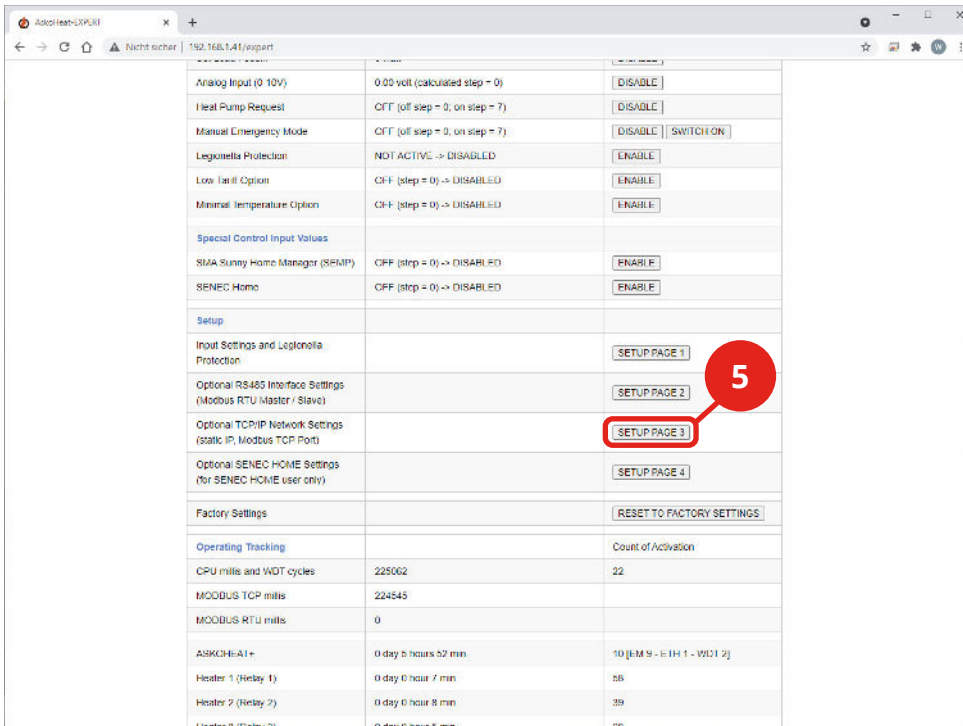 AskoHeat-EXPERT
Nicht sicher | 192.168.1.41/expert
W
Analog Input (0 10V) 0.00 volt (calculated step = 0) DISABLE
Heat Pump Request OFF (off step = 0; on step = 7) DISABLE
Manual Emergency Mode OFF (off step = 0; on step = 7) DISABLE SWITCH ON
Legionella Protection NOT ACTIVE -> DISABLED ENABLE
Low Tariff Option OFF (step = 0) -> DISABLED ENABLE
Minimal Temperature Option OFF (step = 0) -> DISABLED ENABLE
Special Control Input Values
SMA Sunny Home Manager (SEMP) OFF (step = 0) -> DISABLED ENABLE
SENEC Home OFF (step = 0) -> DISABLED ENABLE
Setup
Input Settings and Legionella
Protection SETUP PAGE 1
5
Optional RS485 Interface Settings
(Modbus RTU Master / Slave) SETUP PAGE 2
Optional TCP/IP Network Settings
(static IP, Modbus TCP Port) SETUP PAGE 3
Optional SENEC HOME Settings
(for SENEC HOME user only) SETUP PAGE 4
Factory Settings RESET TO FACTORY SETTINGS
Operating Tracking Count of Activation
CPU millis and WDT cycles 225062 22
MODBUS TCP millis 224545
MODBUS RTU millis 0
ASKOHEAT+ 0 day 5 hours 52 min 10 [EM 9 - ETH 1 - WDT 2]
Heater 1 (Relay 1) 0 day 0 hour 7 min 58
Heater 2 (Relay 2) 0 day 0 hour 8 min 39